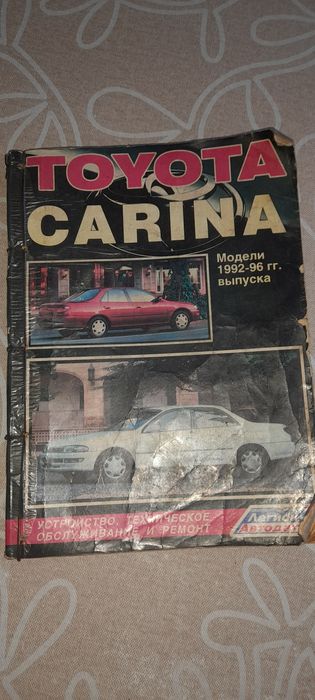 TOYOTA
CARINA
Модели
1992-96 гг.
выпуска
УСТРОЙСТВО, ТЕХНИЧЕСКОЕ
ОБСЛУЖИВАНИЕ И РЕМОНТ